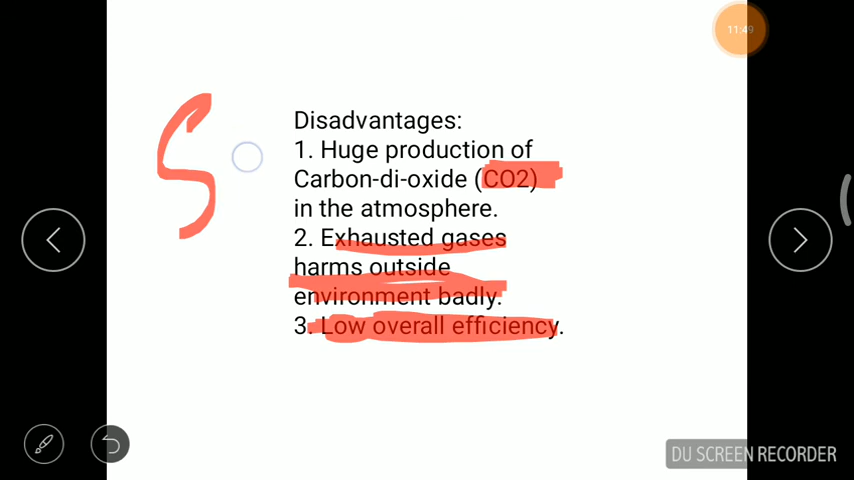 11:49
Disadvantages:
1. Huge production of
Carbon-di-oxide (CO2)
in the atmosphere.
2. Exhausted gases
harms outside
environment badly.
3. Low overall efficiency.
S
DU SCREEN RECORDER